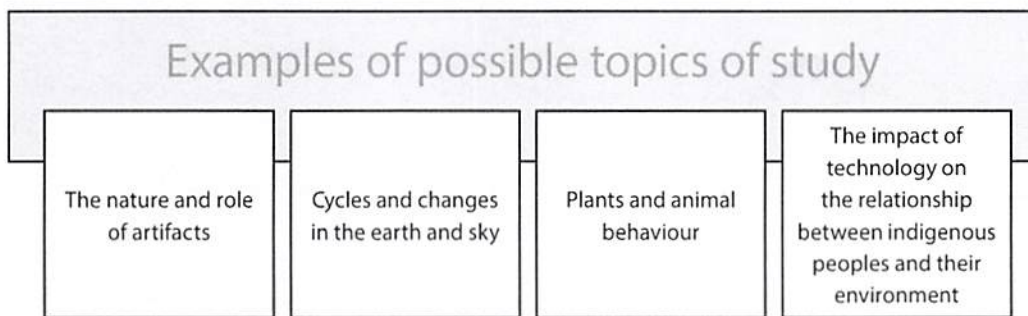 Examples of possible topics of study
The nature and role
of artifacts
Cycles and changes
in the earth and sky
Plants and animal
behaviour
The impact of
technology on
the relationship
between indigenous
peoples and their
environment